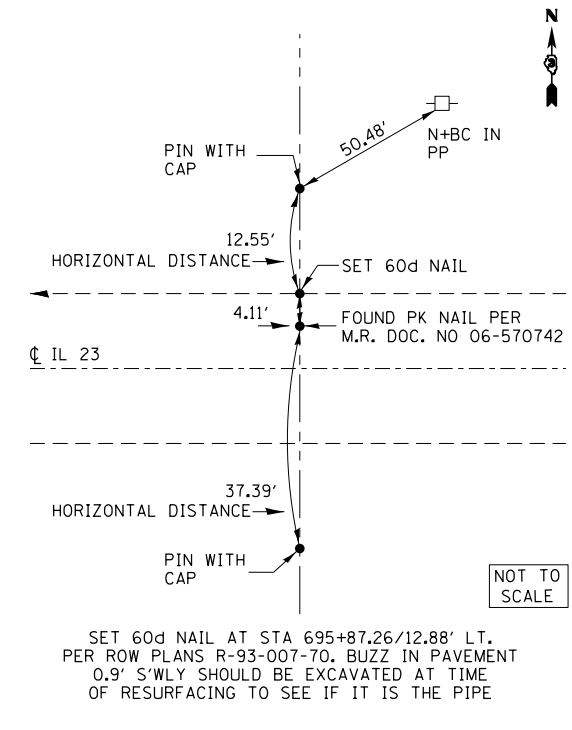 N
50.48'
N+BC IN
PP
PIN WITH
CAP
12.55'
HORIZONTAL DISTANCE
SET 60d NAIL
4.11'
FOUND PK NAIL PER
M.R. DOC. NO 06-570742
℄ IL 23
37.39'
HORIZONTAL DISTANCE
PIN WITH
CAP
NOT TO
SCALE
SET 60d NAIL AT STA 695+87.26/12.88' LT.
PER ROW PLANS R-93-007-70. BUZZ IN PAVEMENT
0.9' S'WLY SHOULD BE EXCAVATED AT TIME
OF RESURFACING TO SEE IF IT IS THE PIPE